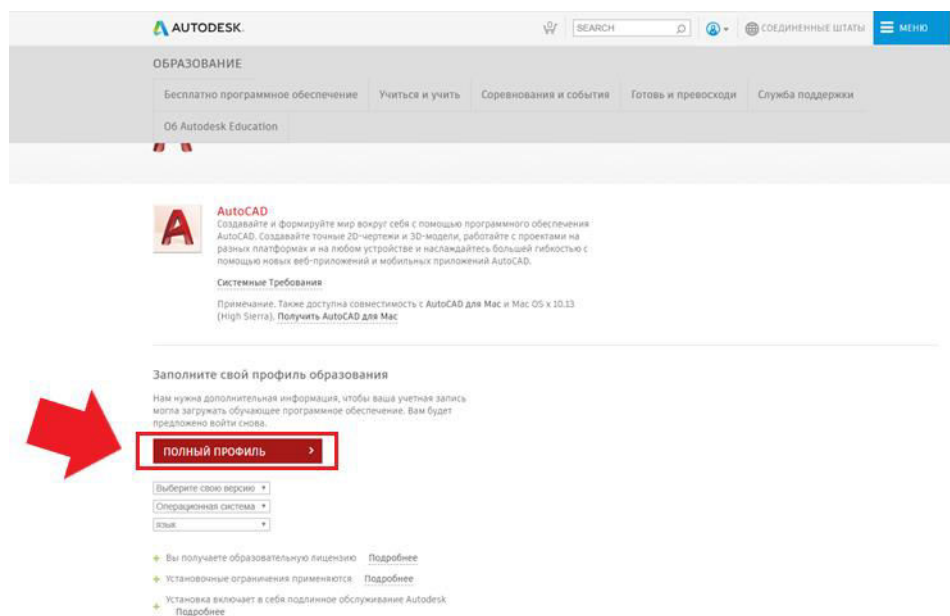 AUTODESK.
SEARCH
СОЕДИНЕННЫЕ ШТАТЫ
МЕНЮ
ОБРАЗОВАНИЕ
Бесплатно программное обеспечение
Учиться и учить
Соревнования и события
Готовь и превосходи
Служба поддержки
Об Autodesk Education
AutoCAD
Создавайте и формируйте мир вокруг себя с помощью программного обеспечения
AutoCAD. Создавайте точные 2D-чертежи и 3D-модели, работайте с проектами на
разных платформах и на любом устройстве и наслаждайтесь большей гибкостью с
помощью новых веб-приложений и мобильных приложений AutoCAD.
Системные Требования
Примечание. Также доступна совместимость с AutoCAD для Mac и Mac OS x 10.13
(High Sierra). Получить AutoCAD для Mac
Заполните свой профиль образования
Нам нужна дополнительная информация, чтобы ваша учетная запись
могла загружать обучающее программное обеспечение. Вам будет
предложено войти снова.
ПОЛНЫЙ ПРОФИЛЬ
Выберите свою версию
Операционная система
язык
Вы получаете образовательную лицензию Подробнее
Установочные ограничения применяются Подробнее
Установка включает в себя подлинное обслуживание Autodesk
Подробнее